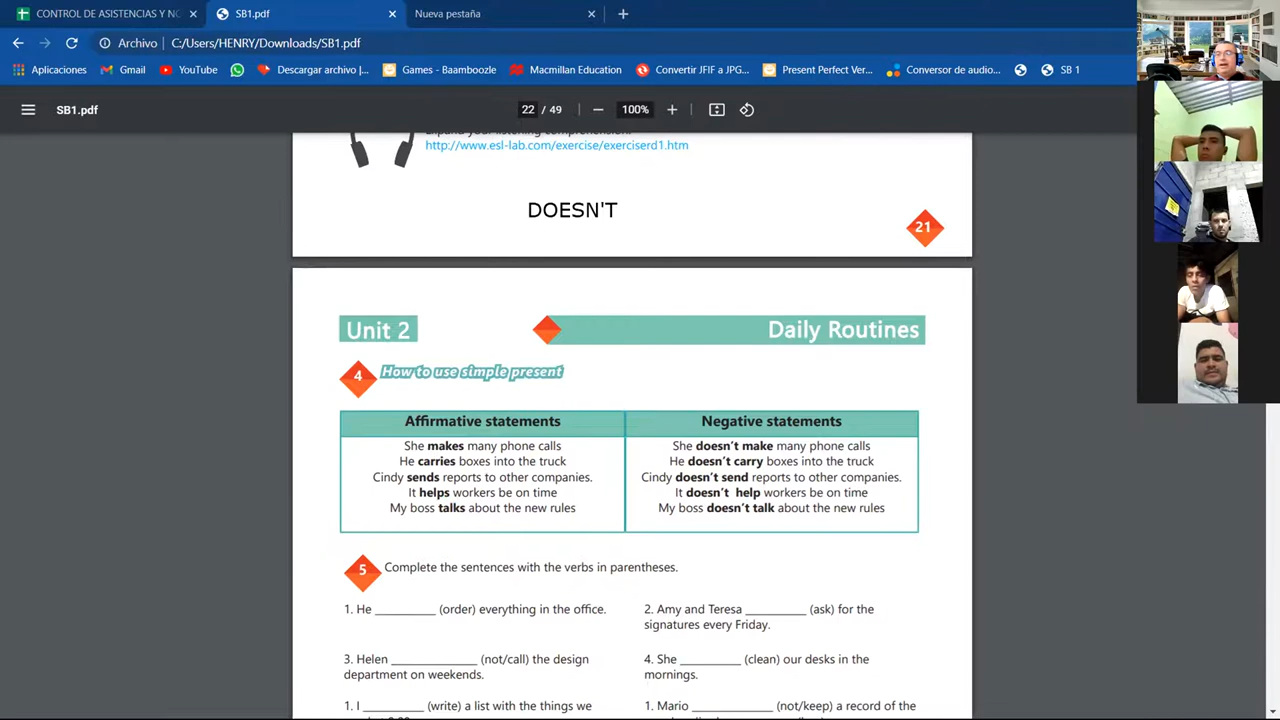 CONTROL DE ASISTENCIAS Y NO
SB1.pdf
Nueva pestaña
Archivo
C:/Users/HENRY/Downloads/SB1.pdf
Aplicaciones
Gmail
YouTube
Descargar archivo |...
Games - Baamboozle
Macmillan Education
Convertir JFIF a JPG...
Present Perfect Ver...
Conversor de audio...
SB 1
SB1.pdf
22 / 49
100%
http://www.esl-lab.com/exercise/exerciserd1.htm
DOESN'T
21
Unit 2
Daily Routines
4
How to use simple present
Affirmative statements
Negative statements
She makes many phone calls
She doesn't make many phone calls
He carries boxes into the truck
He doesn't carry boxes into the truck
Cindy sends reports to other companies.
Cindy doesn't send reports to other companies.
It helps workers be on time
It doesn't help workers be on time
My boss talks about the new rules
My boss doesn't talk about the new rules
5
Complete the sentences with the verbs in parentheses.
1. He __________ (order) everything in the office.
2. Amy and Teresa __________ (ask) for the
signatures every Friday.
3. Helen ______________ (not/call) the design
department on weekends.
4. She __________ (clean) our desks in the
mornings.
1. I __________ (write) a list with the things we
1. Mario _____________ (not/keep) a record of the